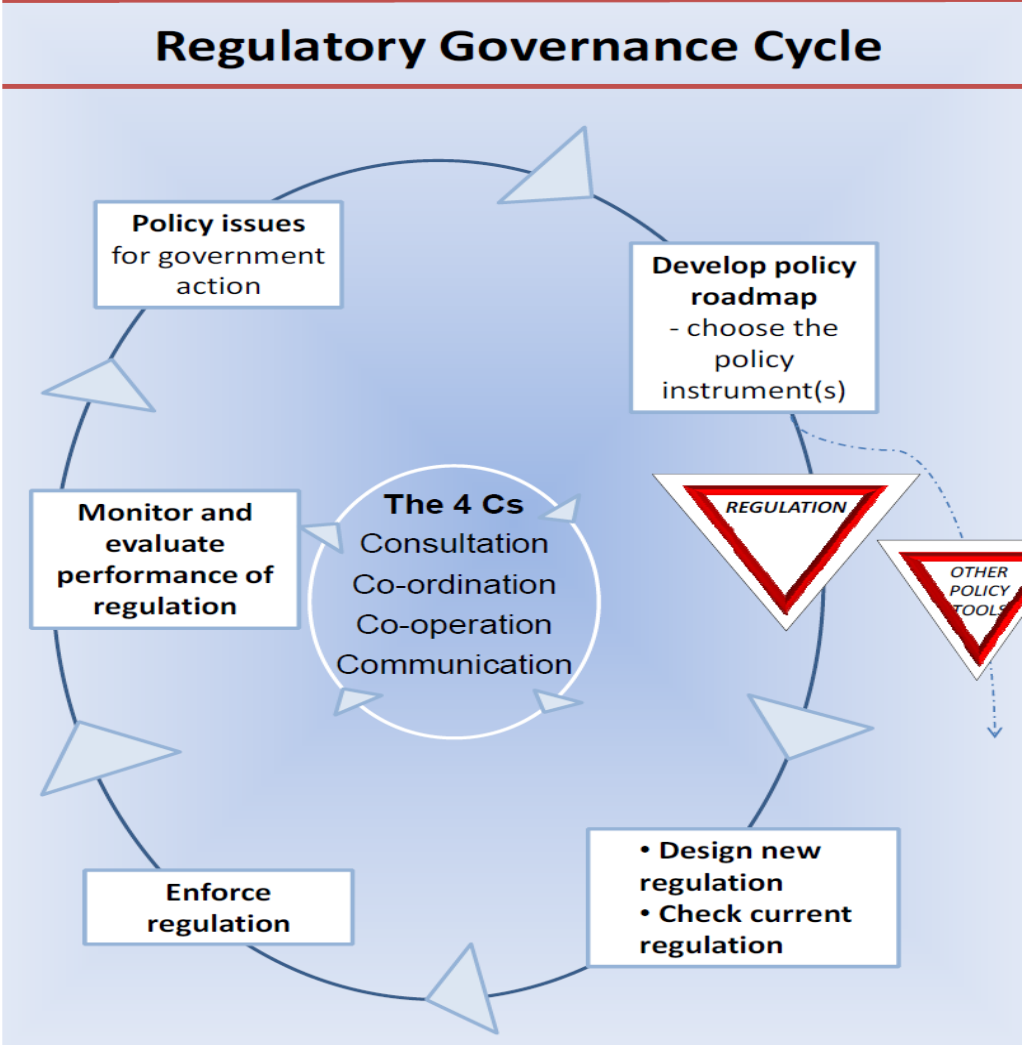 Regulatory Governance Cycle
Policy issues
for government
action
Develop policy
roadmap
- choose the
policy
instrument(s)
REGULATION
OTHER
POLICY
TOOLS
The 4 Cs
Consultation
Co-ordination
Co-operation
Communication
Monitor and
evaluate
performance of
regulation
• Design new
regulation
• Check current
regulation
Enforce
regulation